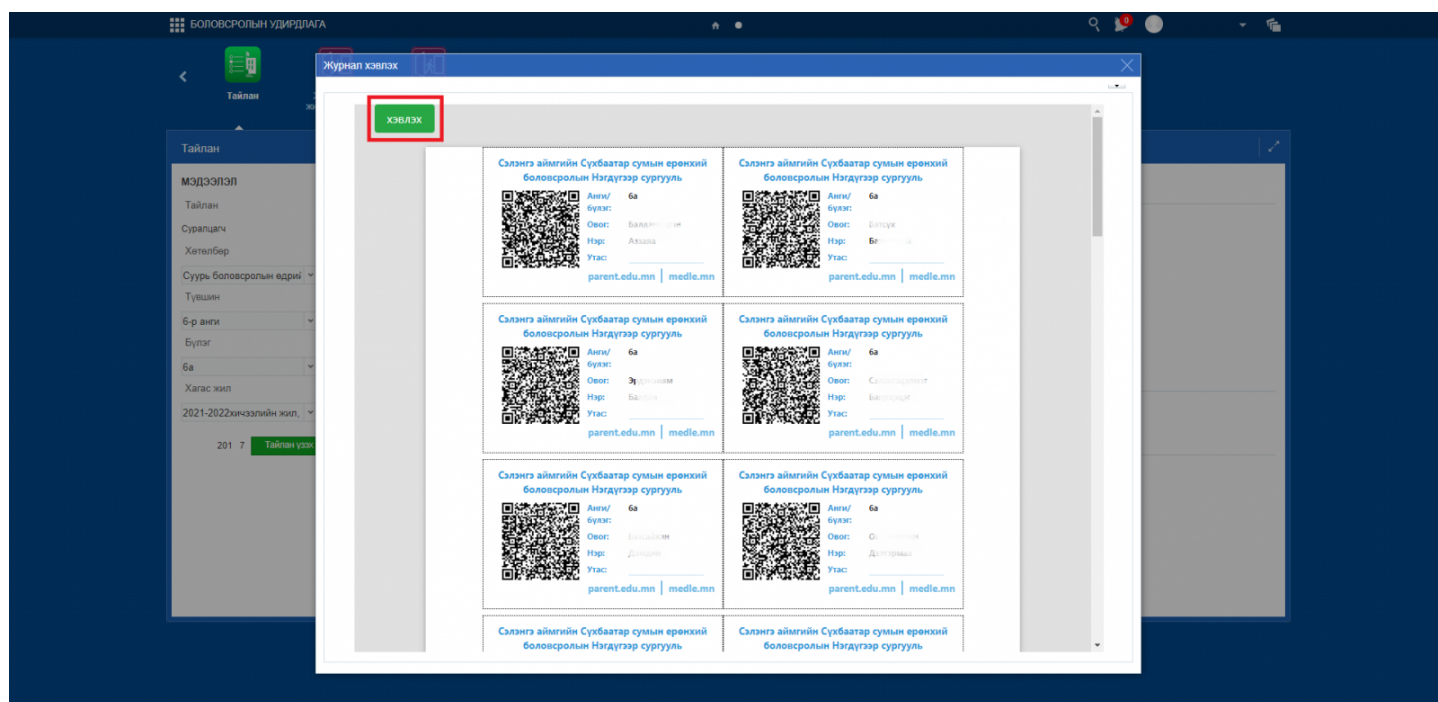 БОЛОВСРОЛЫН УДИРДЛАГА
0
Тайлан
Журнал хэвлэх
ХЭВЛЭХ
Тайлан
МЭДЭЭЛЭЛ
Тайлан
Суралцагч
Хөтөлбөр
Суурь боловсролын өдрий
Түвшин
6-р анги
Бүлэг
6а
Хагас жил
2021-2022хичээлийн жил,
201 7 Тайлан үзэх
Сэлэнгэ аймгийн Сүхбаатар сумын ерөнхий
боловсролын Нэгдүгээр сургууль
Анги/ 6а
бүлэг:
Овог:
Нэр:
Утас:
parent.edu.mn | medle.mn
Сэлэнгэ аймгийн Сүхбаатар сумын ерөнхий
боловсролын Нэгдүгээр сургууль
Анги/ 6а
бүлэг:
Овог:
Нэр:
Утас:
parent.edu.mn | medle.mn
Сэлэнгэ аймгийн Сүхбаатар сумын ерөнхий
боловсролын Нэгдүгээр сургууль
Анги/ 6а
бүлэг:
Овог:
Нэр:
Утас:
parent.edu.mn | medle.mn
Сэлэнгэ аймгийн Сүхбаатар сумын ерөнхий
боловсролын Нэгдүгээр сургууль
Анги/ 6а
бүлэг:
Овог:
Нэр:
Утас:
parent.edu.mn | medle.mn
Сэлэнгэ аймгийн Сүхбаатар сумын ерөнхий
боловсролын Нэгдүгээр сургууль
Анги/ 6а
бүлэг:
Овог:
Нэр:
Утас:
parent.edu.mn | medle.mn
Сэлэнгэ аймгийн Сүхбаатар сумын ерөнхий
боловсролын Нэгдүгээр сургууль
Анги/ 6а
бүлэг:
Овог:
Нэр:
Утас:
parent.edu.mn | medle.mn
Сэлэнгэ аймгийн Сүхбаатар сумын ерөнхий
боловсролын Нэгдүгээр сургууль
Сэлэнгэ аймгийн Сүхбаатар сумын ерөнхий
боловсролын Нэгдүгээр сургууль